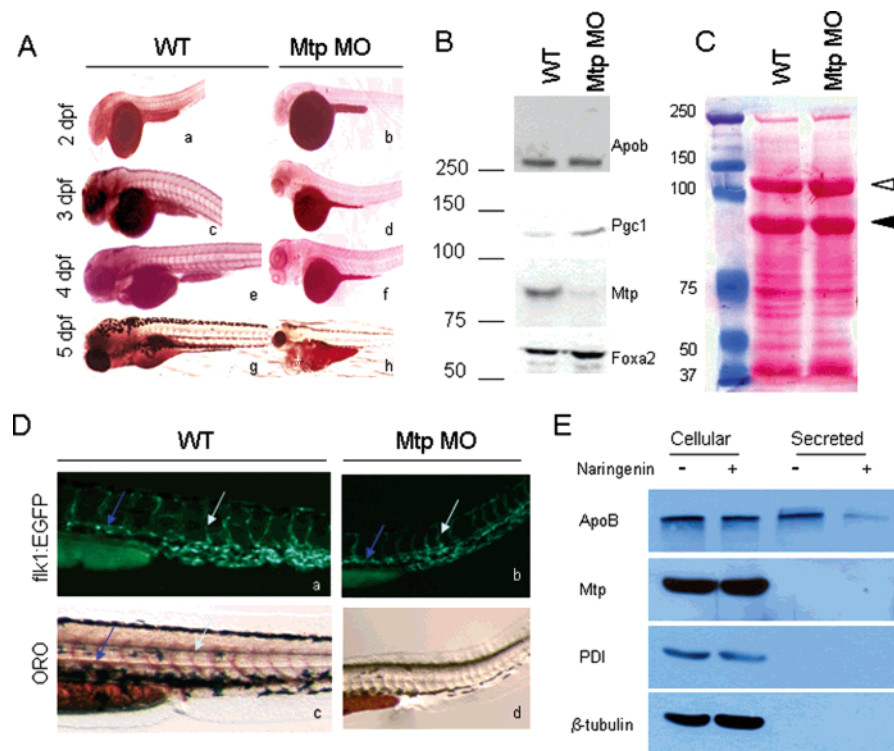 A
WT
Mtp MO
2 dpf
a
b
3 dpf
c
d
4 dpf
e
f
5 dpf
g
h
B
WT
Mtp MO
250
150
100
75
50
Apob
Pgc1
Mtp
Foxa2
C
WT
Mtp MO
250
150
100
75
50
37
D
WT
Mtp MO
flk1:EGFP
a
b
ORO
c
d
E
Cellular
Secreted
Naringenin
- + - +
ApoB
Mtp
PDI
β-tubulin